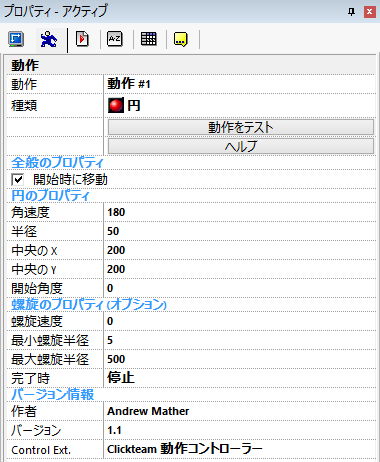 プロパティ - アクティブ
A-Z
動作
動作 動作 #1
種類 円
動作をテスト
ヘルプ
全般のプロパティ
開始時に移動
円のプロパティ
角速度 180
半径 50
中央の X 200
中央の Y 200
開始角度 0
螺旋のプロパティ (オプション)
螺旋速度 0
最小螺旋半径 5
最大螺旋半径 500
完了時 停止
バージョン情報
作者 Andrew Mather
バージョン 1.1
Control Ext. Clickteam 動作コントローラー